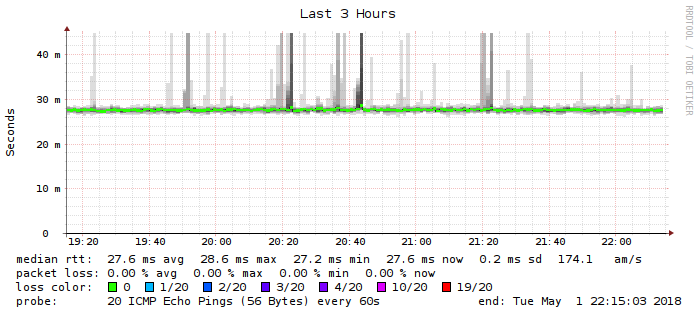 Last 3 Hours
RRDTOOL / TOBI OETIKER
Seconds
40 m
30 m
20 m
10 m
0
19:20 19:40 20:00 20:20 20:40 21:00 21:20 21:40 22:00
median rtt: 27.6 ms avg 28.6 ms max 27.2 ms min 27.6 ms now 0.2 ms sd 174.1 am/s
packet loss: 0.00 % avg 0.00 % max 0.00 % min 0.00 % now
loss color: 0 1/20 2/20 3/20 4/20 10/20 19/20
probe: 20 ICMP Echo Pings (56 Bytes) every 60s end: Tue May 1 22:15:03 2018